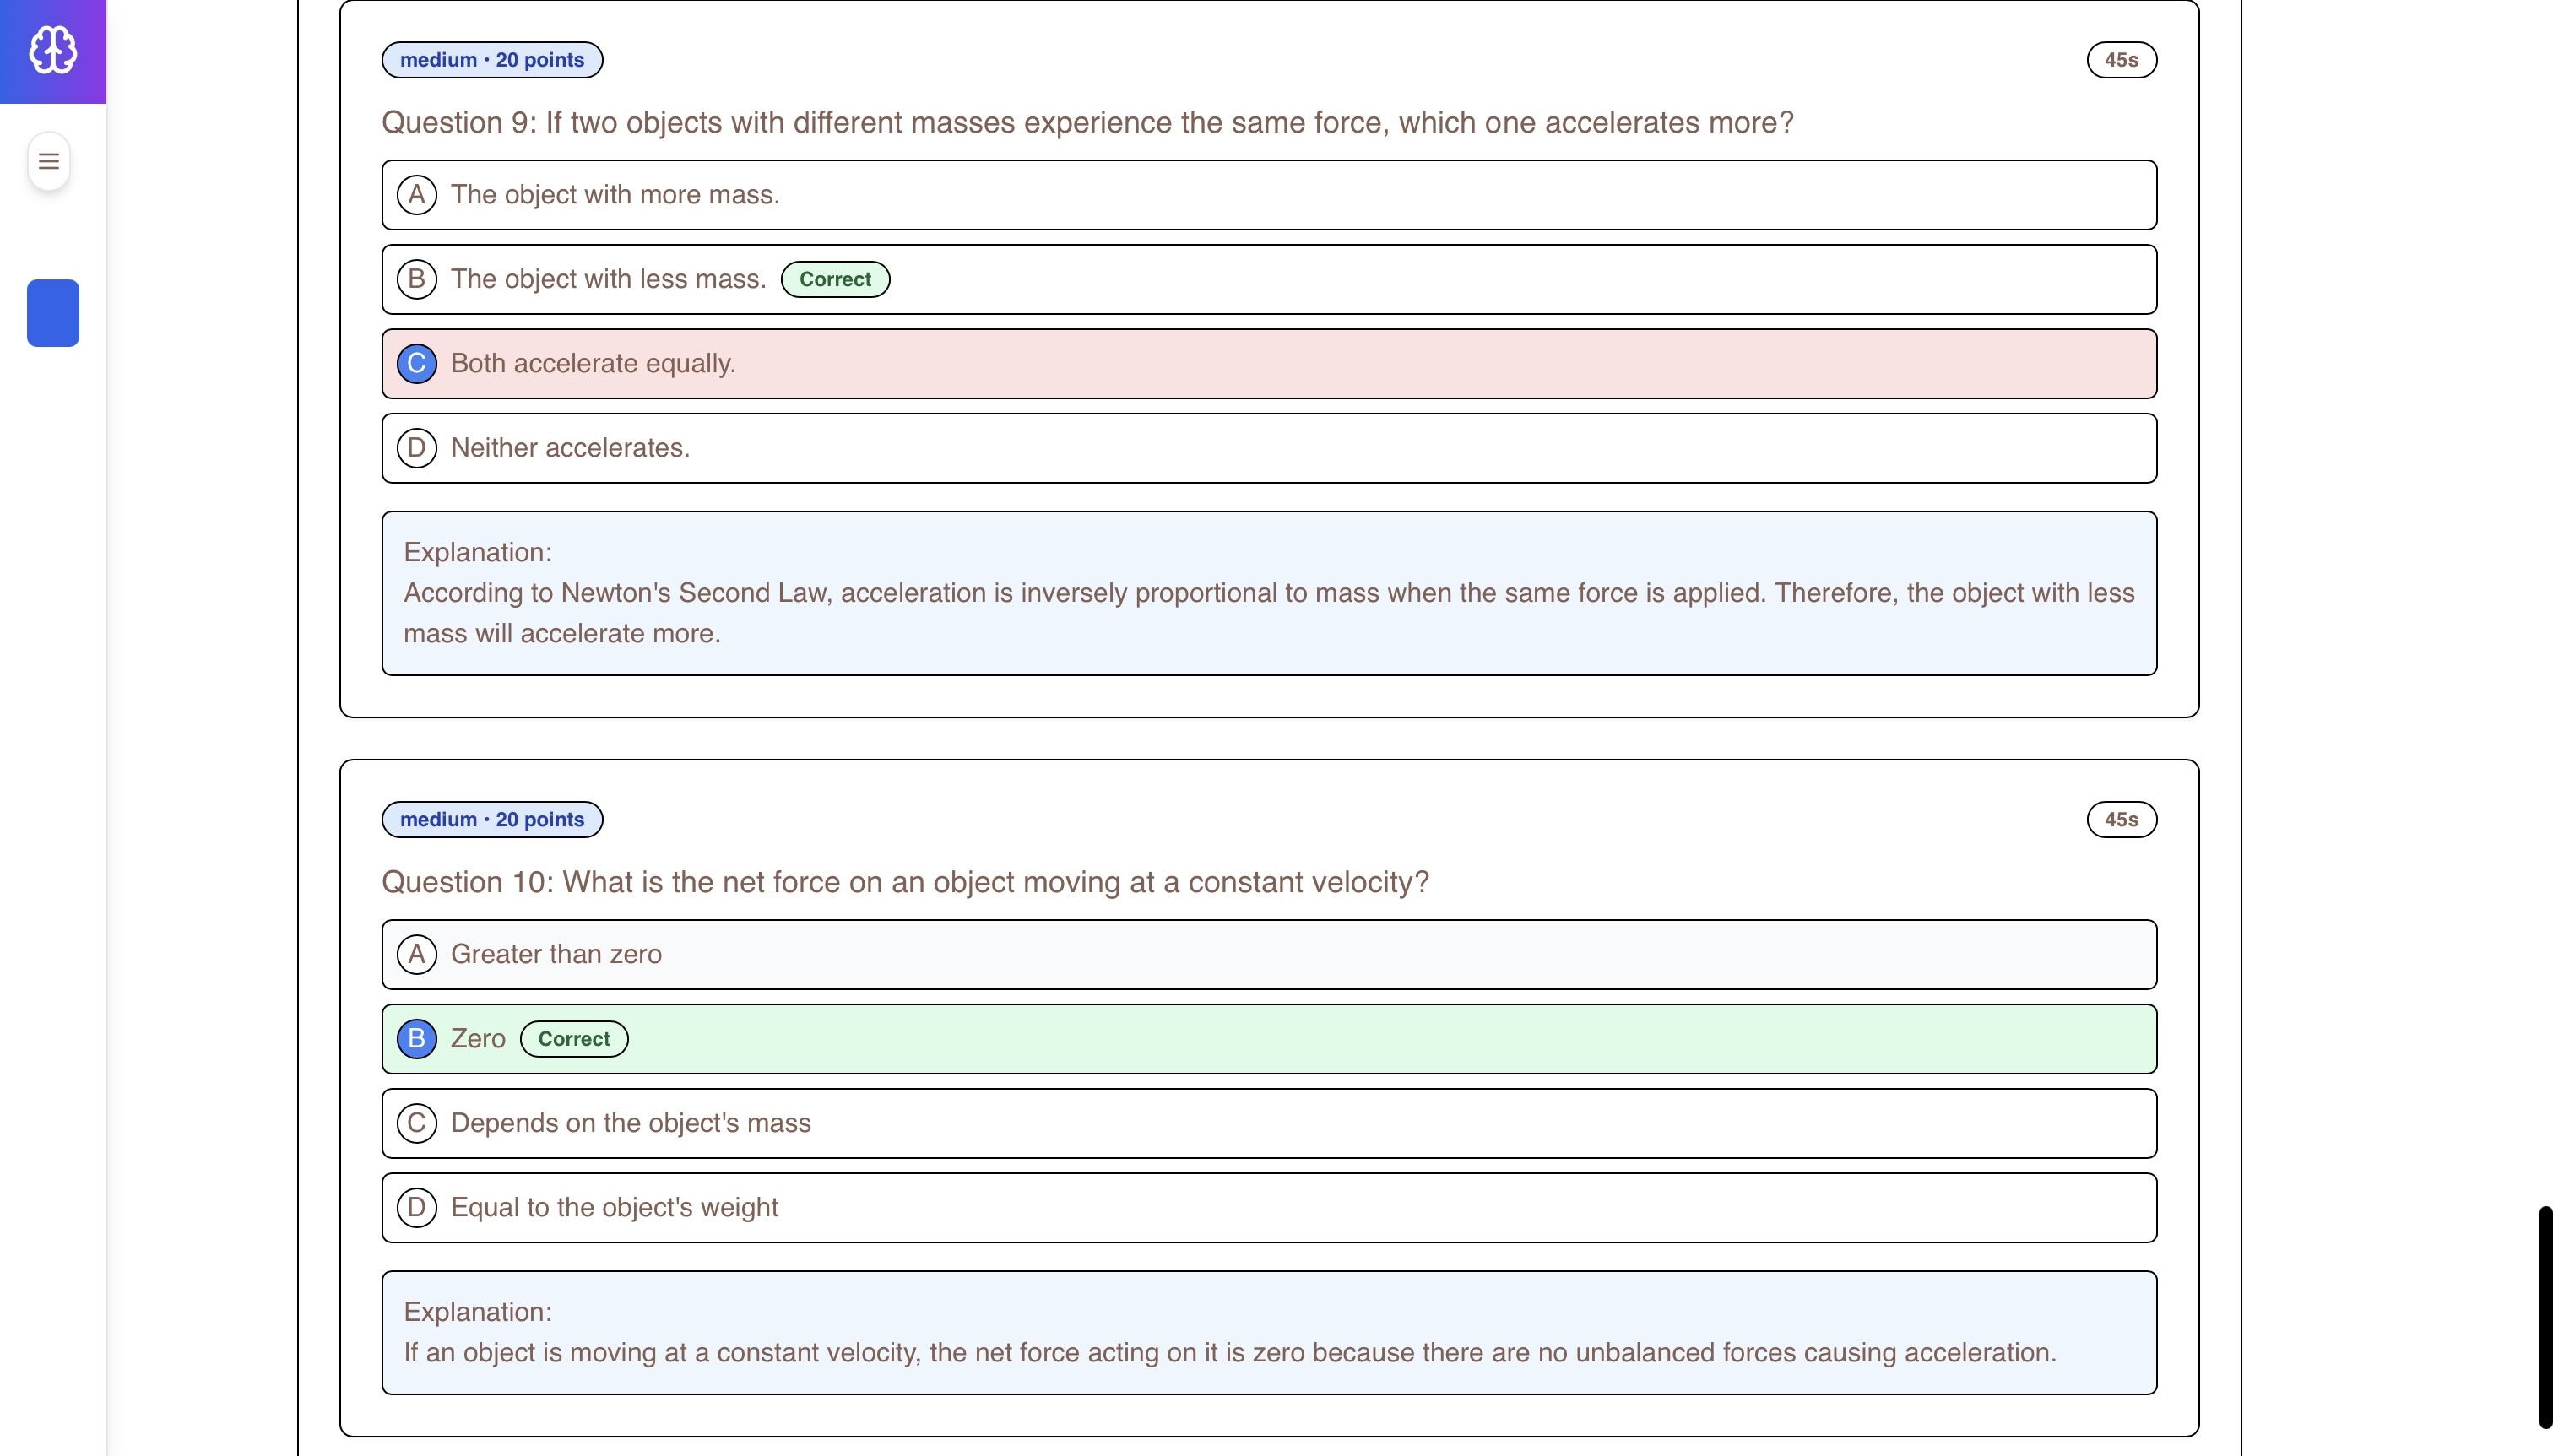 medium • 20 points
45s
Question 9: If two objects with different masses experience the same force, which one accelerates more?
A The object with more mass.
B The object with less mass. Correct
C Both accelerate equally.
D Neither accelerates.
Explanation:
According to Newton's Second Law, acceleration is inversely proportional to mass when the same force is applied. Therefore, the object with less
mass will accelerate more.
medium • 20 points
45s
Question 10: What is the net force on an object moving at a constant velocity?
A Greater than zero
B Zero Correct
C Depends on the object's mass
D Equal to the object's weight
Explanation:
If an object is moving at a constant velocity, the net force acting on it is zero because there are no unbalanced forces causing acceleration.